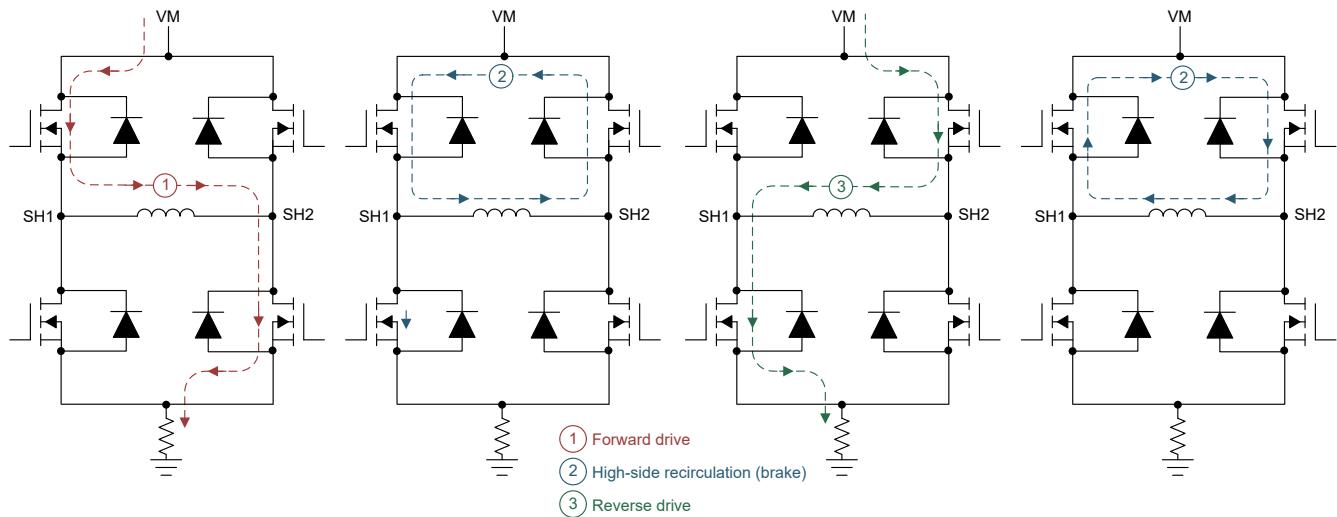 VM
VM
VM
VM
2
2
1
3
SH1
SH2
SH1
SH2
SH1
SH2
SH1
SH2
1 Forward drive
2 High-side recirculation (brake)
3 Reverse drive